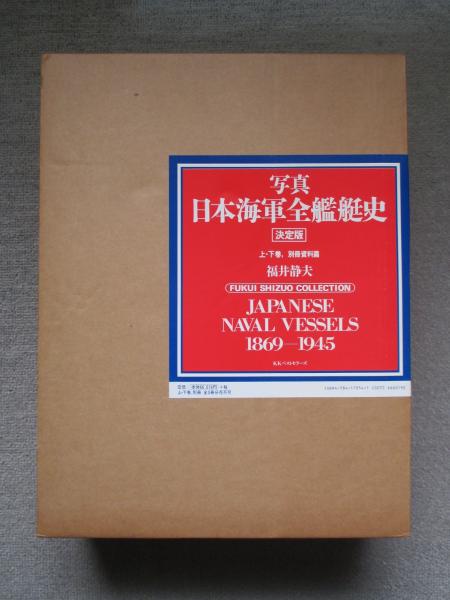 写真
日本海軍全艦艇史
決定版
上・下巻，別冊資料篇
福井静夫
FUKUI SHIZUO COLLECTION
JAPANESE
NAVAL VESSELS
1869—1945
KKベストセラーズ